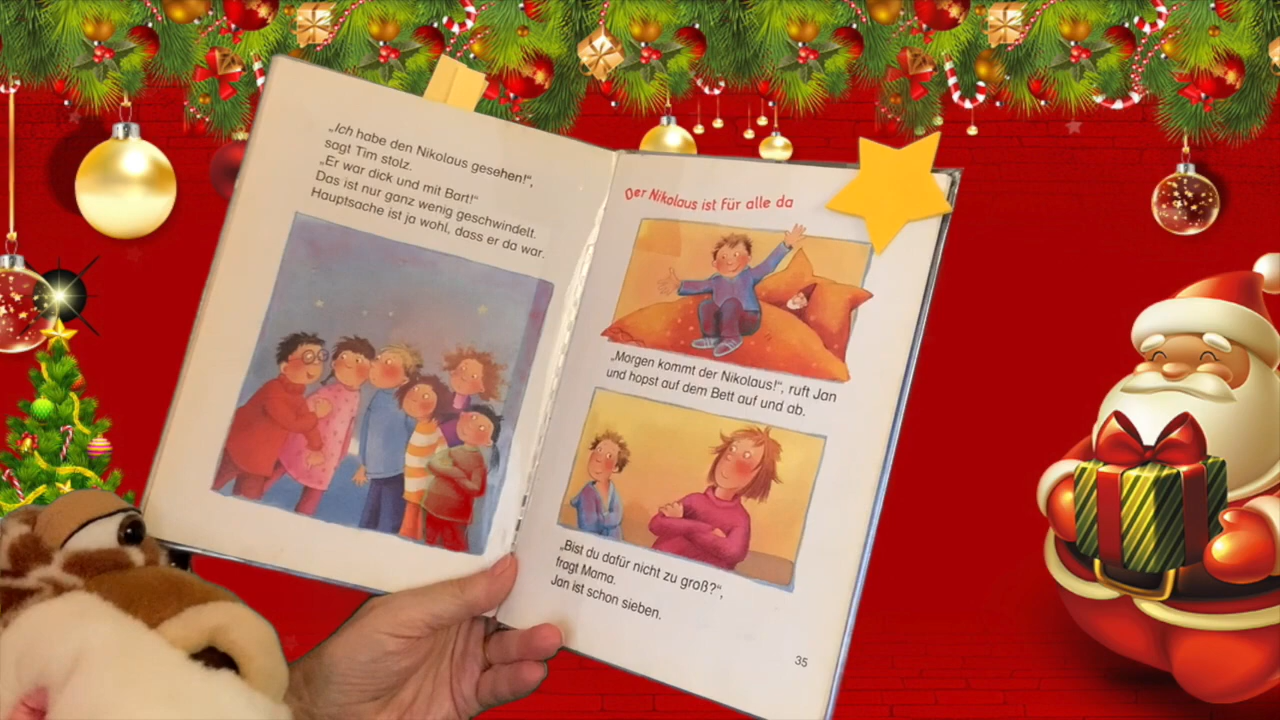 „Ich habe den Nikolaus gesehen!“,
sagt Tim stolz.
„Er war dick und mit Bart!“
Das ist nur ganz wenig geschwindelt.
Hauptsache ist ja wohl, dass er da war.
Der Nikolaus ist für alle da
„Morgen kommt der Nikolaus!“, ruft Jan
und hopst auf dem Bett auf und ab.
„Bist du dafür nicht zu groß?“,
fragt Mama.
Jan ist schon sieben.
35